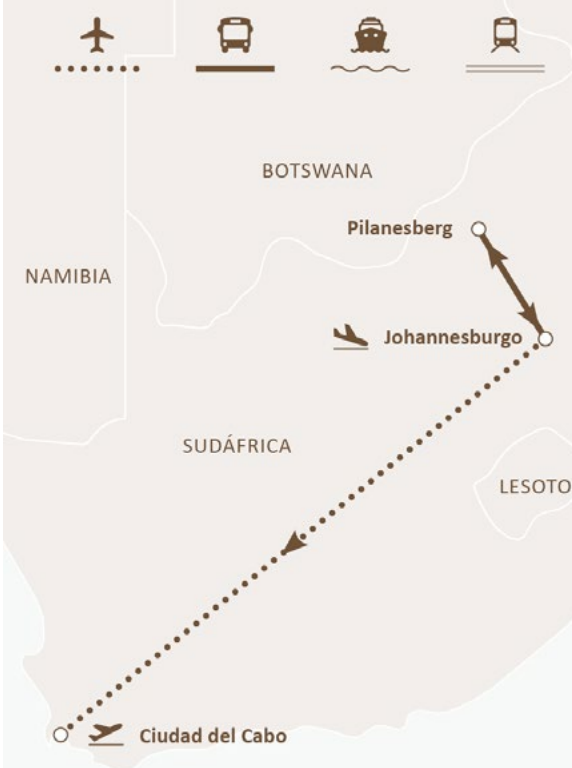 BOTSWANA
Pilanesberg
NAMIBIA
Johannesburgo
SUDÁFRICA
LESOTO
Ciudad del Cabo